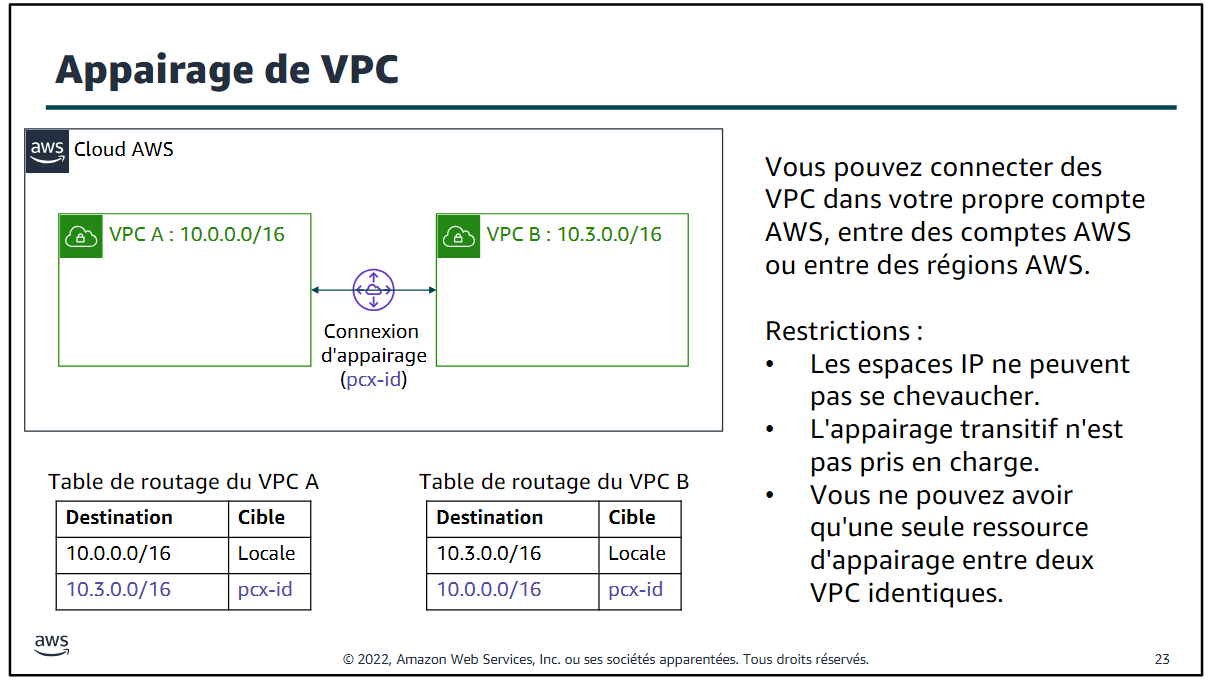 Appairage de VPC
aws
Cloud AWS
VPC A : 10.0.0.0/16
VPC B : 10.3.0.0/16
Connexion
d'appairage
(pcx-id)
Vous pouvez connecter des
VPC dans votre propre compte
AWS, entre des comptes AWS
ou entre des régions AWS.
Restrictions :
• Les espaces IP ne peuvent
pas se chevaucher.
• L'appairage transitif n'est
pas pris en charge.
• Vous ne pouvez avoir
qu'une seule ressource
d'appairage entre deux
VPC identiques.
Table de routage du VPC A
Destination Cible
10.0.0.0/16 Locale
10.3.0.0/16 pcx-id
Table de routage du VPC B
Destination Cible
10.3.0.0/16 Locale
10.0.0.0/16 pcx-id
aws
© 2022, Amazon Web Services, Inc. ou ses sociétés apparentées. Tous droits réservés.
23